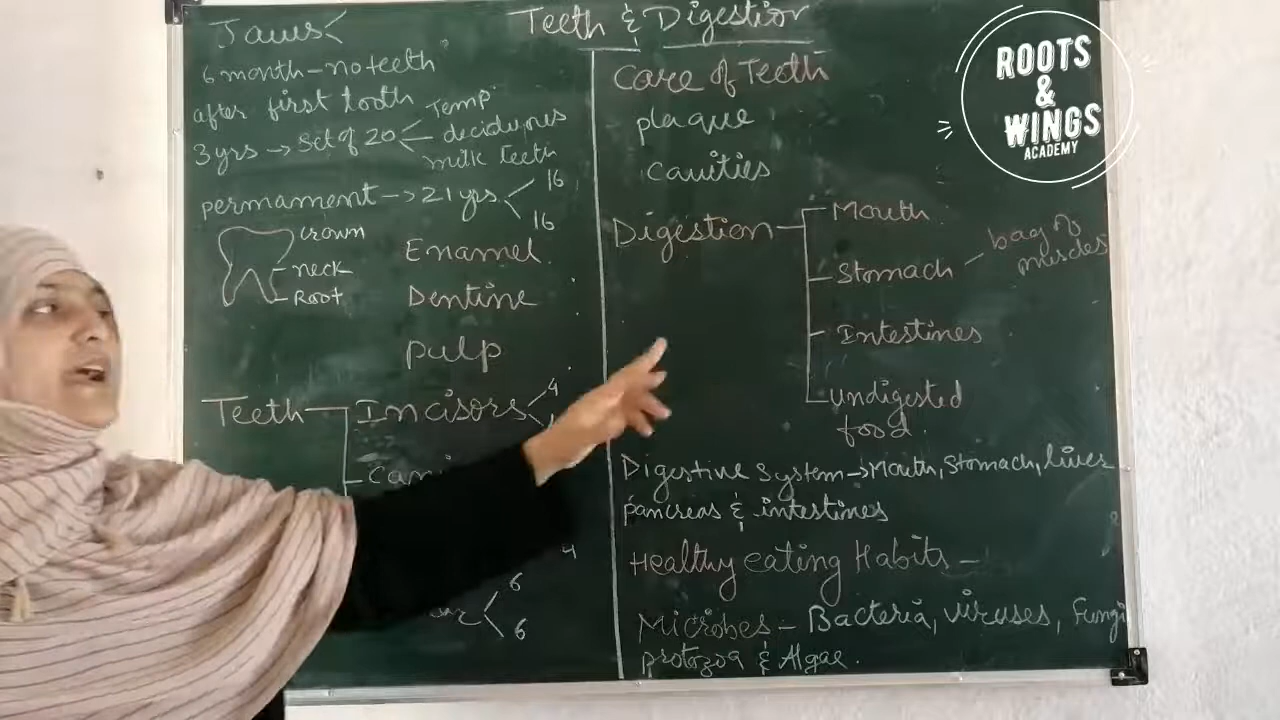 Teeth & Digestion
Jaws
6 month - no teeth
after first tooth
3yrs → Set of 20
Temp
deciduous
milk teeth
permament → 21 yrs
16
16
crown
neck
Root
Enamel
Dentine
pulp
Teeth
Incisors
4
4
6
6
Care of Teeth
plaque
cavities
Digestion
Mouth
Stomach
bag of
muscles
Intestines
undigested
food.
Digestive System → Mouth, Stomach, liver
pancreas & intestines
Healthy eating Habits -
Microbes - Bacteria, viruses, Fungi
protozoa & Algae.
ROOTS
&
WINGS
ACADEMY